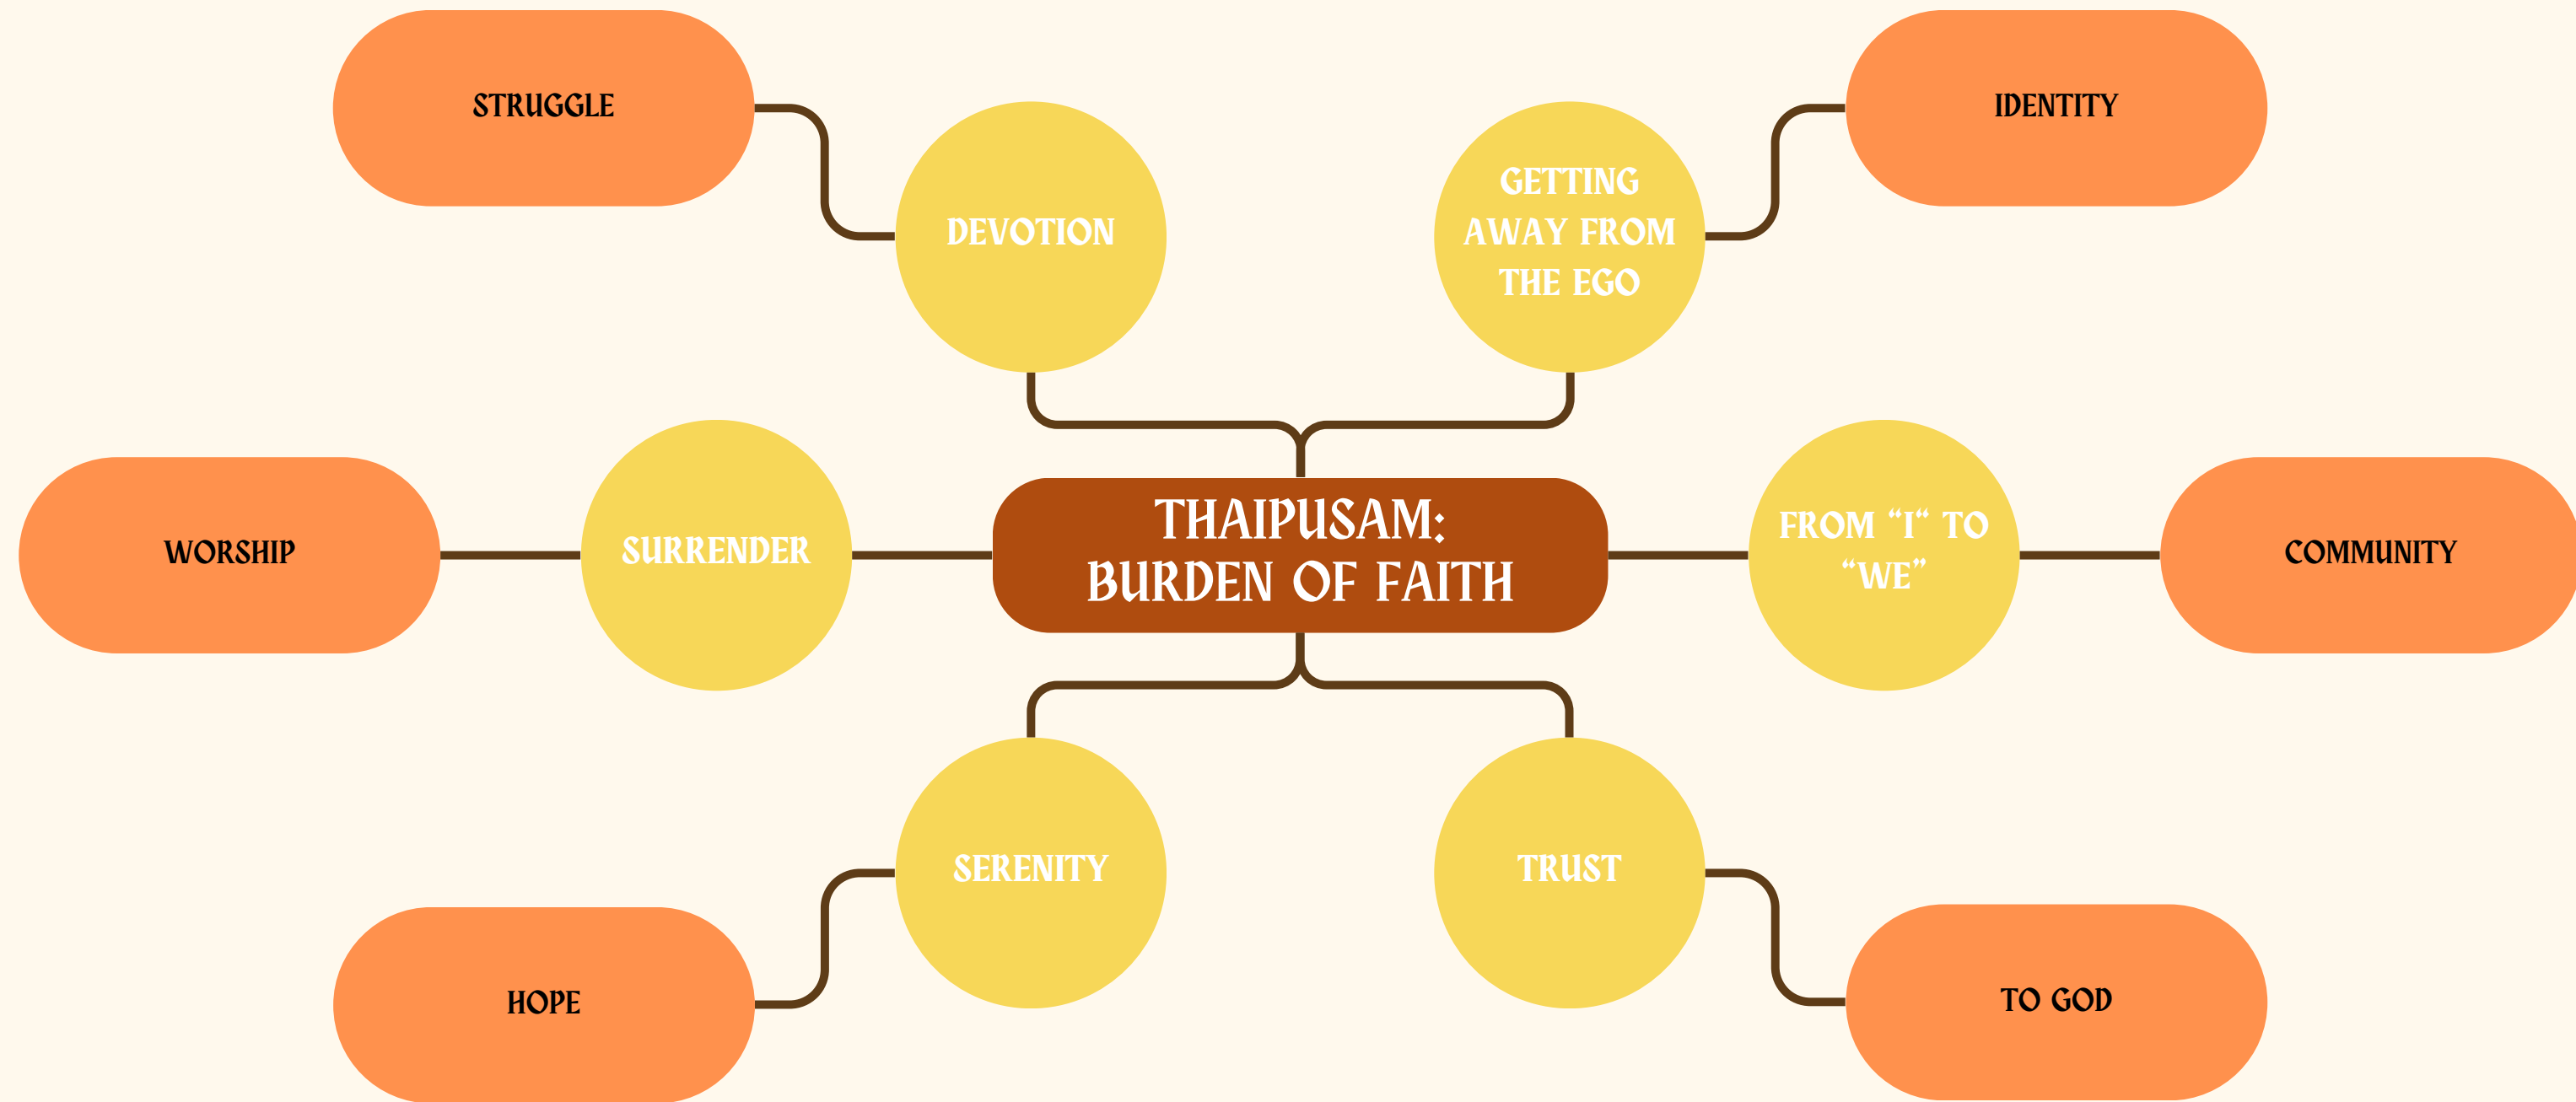 STRUGGLE
IDENTITY
DEVOTION
GETTING
AWAY FROM
THE EGO
WORSHIP
SURRENDER
THAIPUSAM:
BURDEN OF FAITH
FROM “I“ TO
“WE”
COMMUNITY
SERENITY
TRUST
HOPE
TO GOD